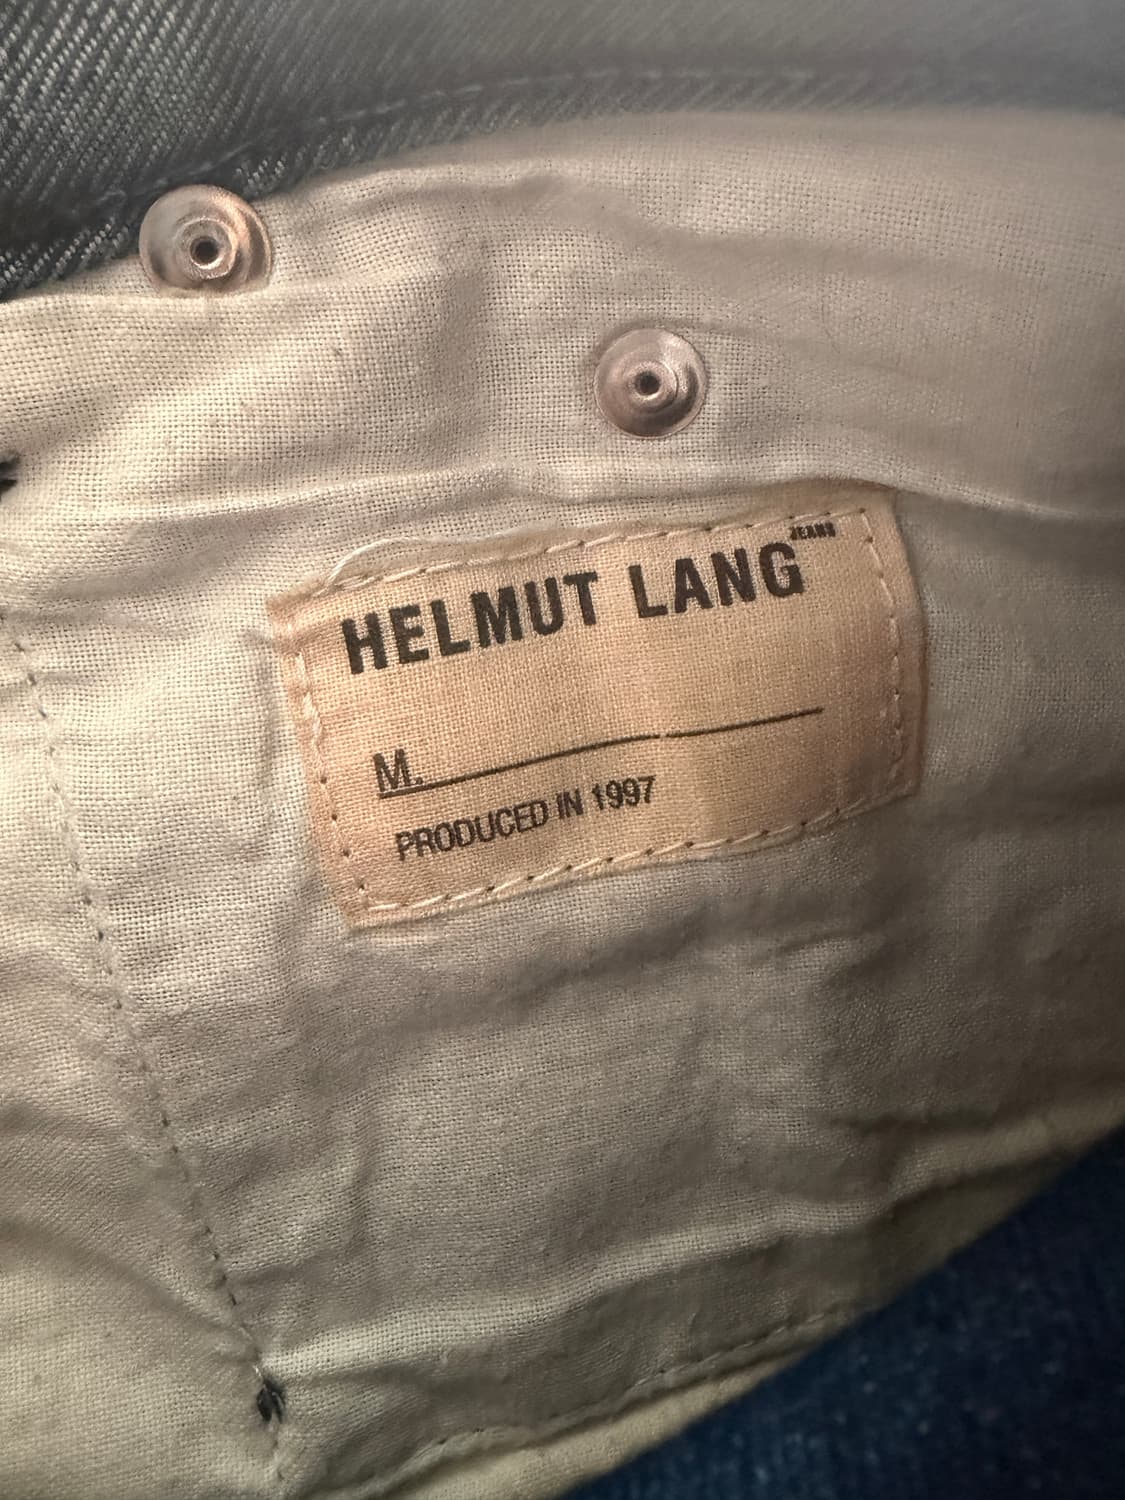 HELMUT LANG JEANS
M.
PRODUCED IN 1997